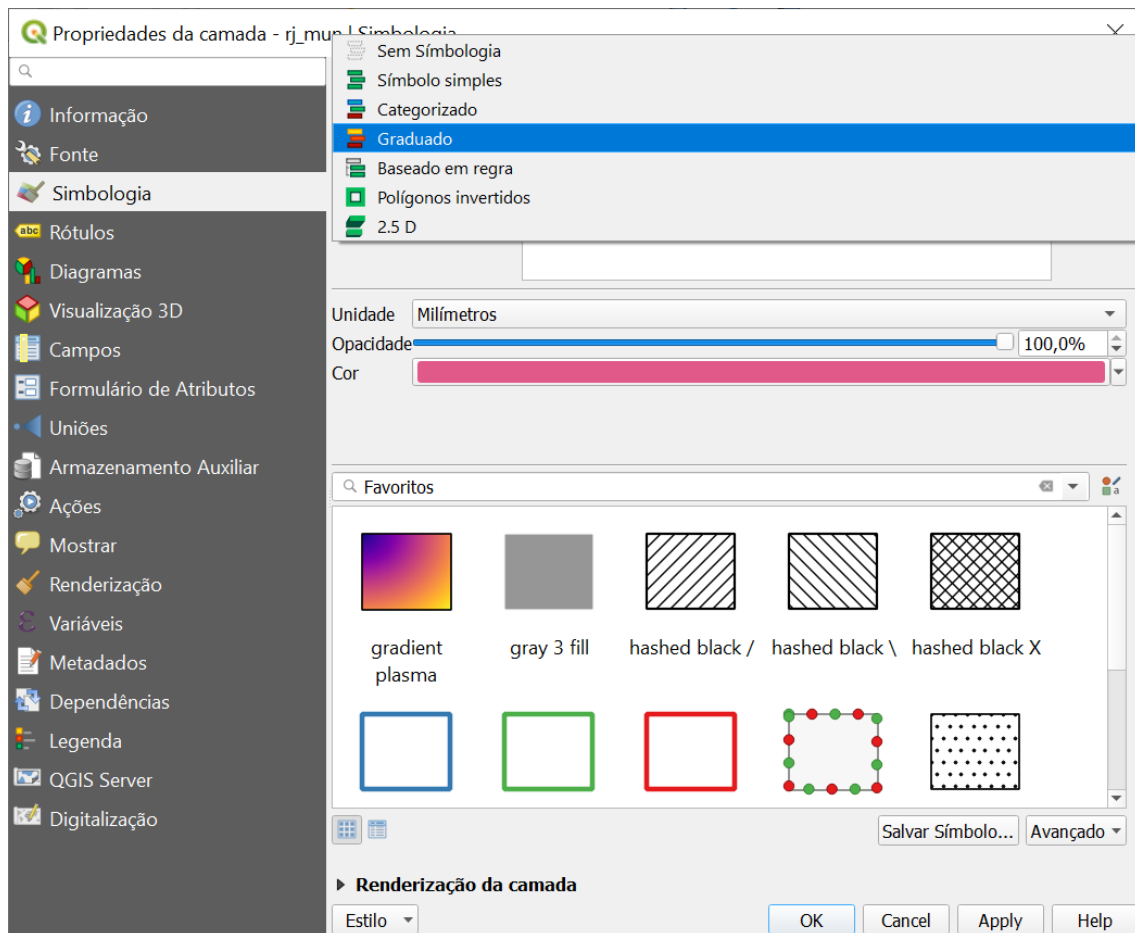 Propriedades da camada - rj_mun | Simbologia
Sem Símbologia
Símbolo simples
Categorizado
Graduado
Baseado em regra
Polígonos invertidos
2.5 D
Informação
Fonte
Simbologia
abc Rótulos
Diagramas
Visualização 3D
Campos
Formulário de Atributos
Uniões
Armazenamento Auxiliar
Ações
Mostrar
Renderização
Variáveis
Metadados
Dependências
Legenda
QGIS Server
Digitalização
Unidade Milímetros
Opacidade 100,0%
Cor
Favoritos
gradient plasma
gray 3 fill
hashed black /
hashed black \
hashed black X
Salvar Símbolo... Avançado
Renderização da camada
Estilo OK Cancel Apply Help